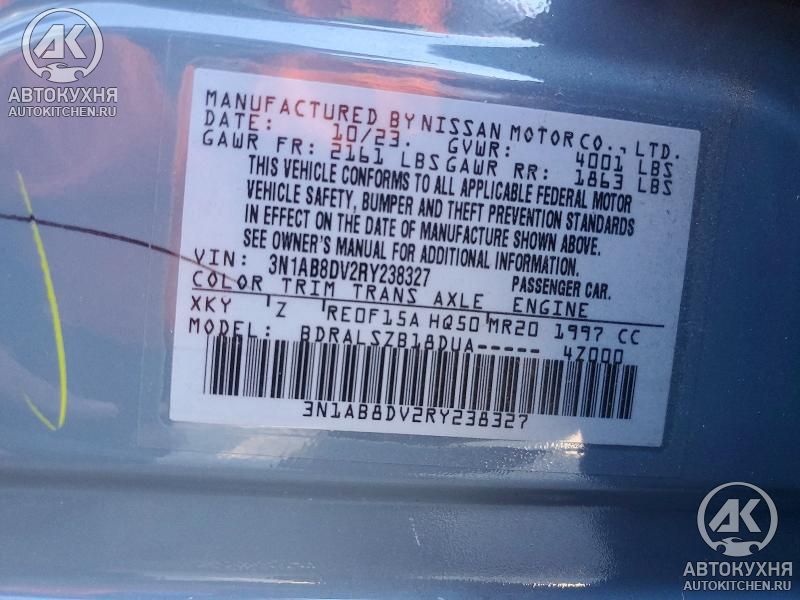 АК
АВТОКУХНЯ
AUTOKITCHEN.RU
MANUFACTURED BY NISSAN MOTOR CO., LTD.
DATE: 10/23. GVWR: 4001 LBS
GAWR FR: 2161 LBS GAWR RR: 1863 LBS
THIS VEHICLE CONFORMS TO ALL APPLICABLE FEDERAL MOTOR
VEHICLE SAFETY, BUMPER AND THEFT PREVENTION STANDARDS
IN EFFECT ON THE DATE OF MANUFACTURE SHOWN ABOVE.
SEE OWNER'S MANUAL FOR ADDITIONAL INFORMATION.
VIN: 3N1AB8DV2RY238327 PASSENGER CAR.
COLOR TRIM TRANS AXLE ENGINE
XKY Z RE0F15A HQ50 MR20 1997 CC
MODEL: BDRALSZB18DUA----- 4Z000
3N1AB8DV2RY238327
АК
АВТОКУХНЯ
AUTOKITCHEN.RU